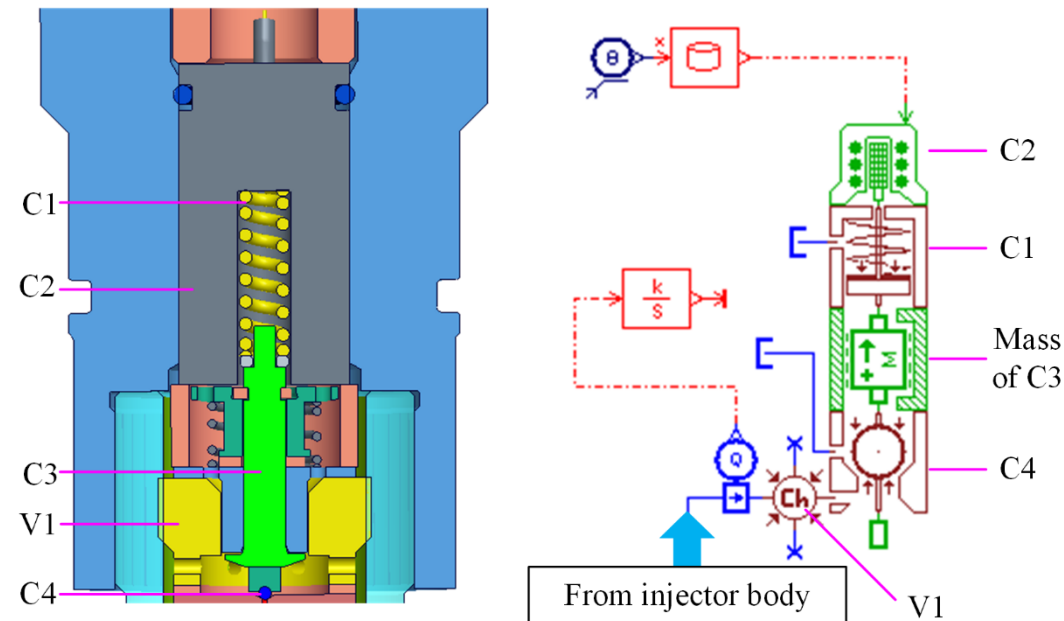 C1
C2
C3
V1
C4
θ
x
C2
C1
k
S
M
Mass
of C3
Q
Ch
C4
From injector body
V1